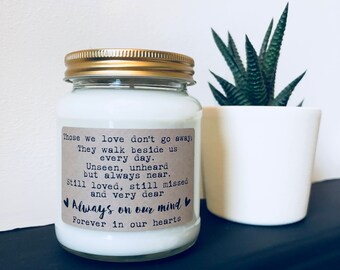 Those we love don't go away,
They walk beside us
every day.
Unseen, unheard
but always near.
Still loved, still missed
and very dear
Always on our mind
Forever in our hearts